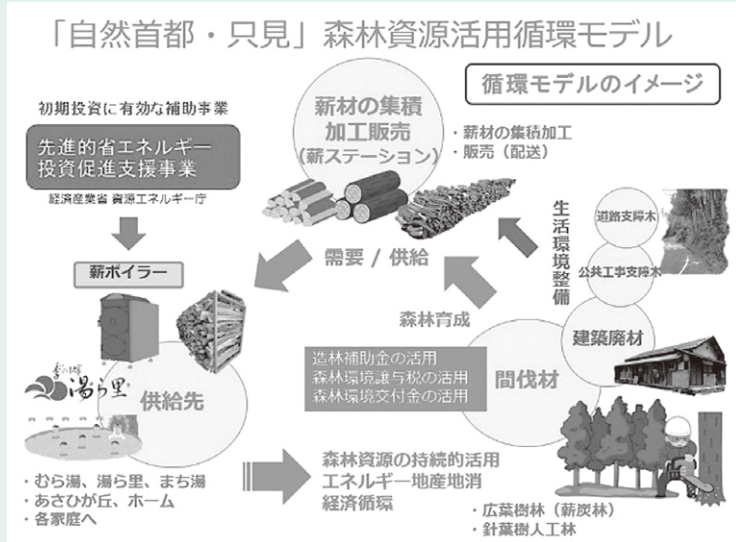 「自然首都・只見」森林資源活用循環モデル
循環モデルのイメージ
初期投資に有効な補助事業
先進的省エネルギー
投資促進支援事業
経済産業省 資源エネルギー庁
薪材の集積
加工販売
（薪ステーション）
・薪材の集積加工
・販売（配送）
薪ボイラー
需要 / 供給
生活環境整備
道路支障木
公共工事支障木
建築廃材
森林育成
造林補助金の活用
森林環境譲与税の活用
森林環境交付金の活用
間伐材
湯ら里
供給先
・むら湯、湯ら里、まち湯
・あさひが丘、ホーム
・各家庭へ
森林資源の持続的活用
エネルギー地産地消
経済循環
・広葉樹林（薪炭林）
・針葉樹人工林